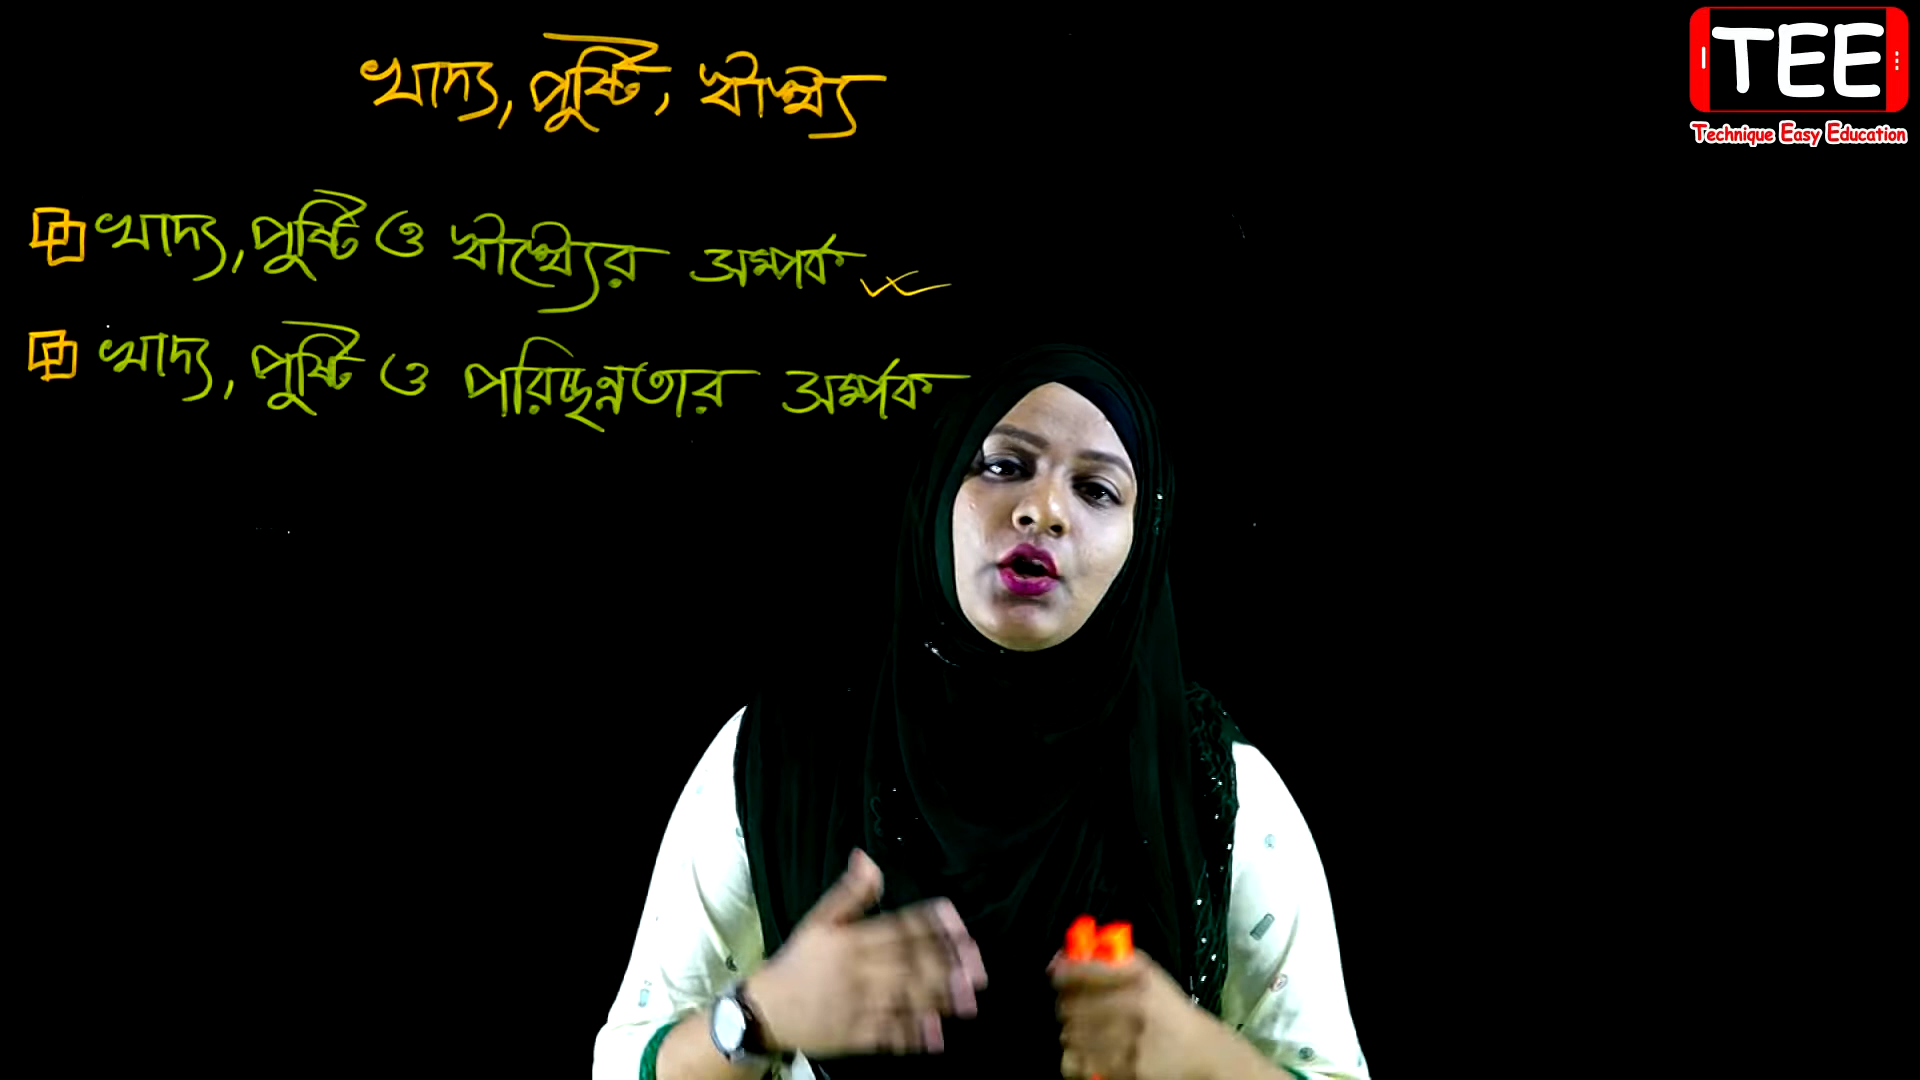 খাদ্য, পুষ্টি, স্বাস্থ্য
খাদ্য, পুষ্টি ও স্বাস্থ্যের সম্পর্ক
খাদ্য, পুষ্টি ও পরিচ্ছন্নতার সম্পর্ক
TEE
Technique Easy Education